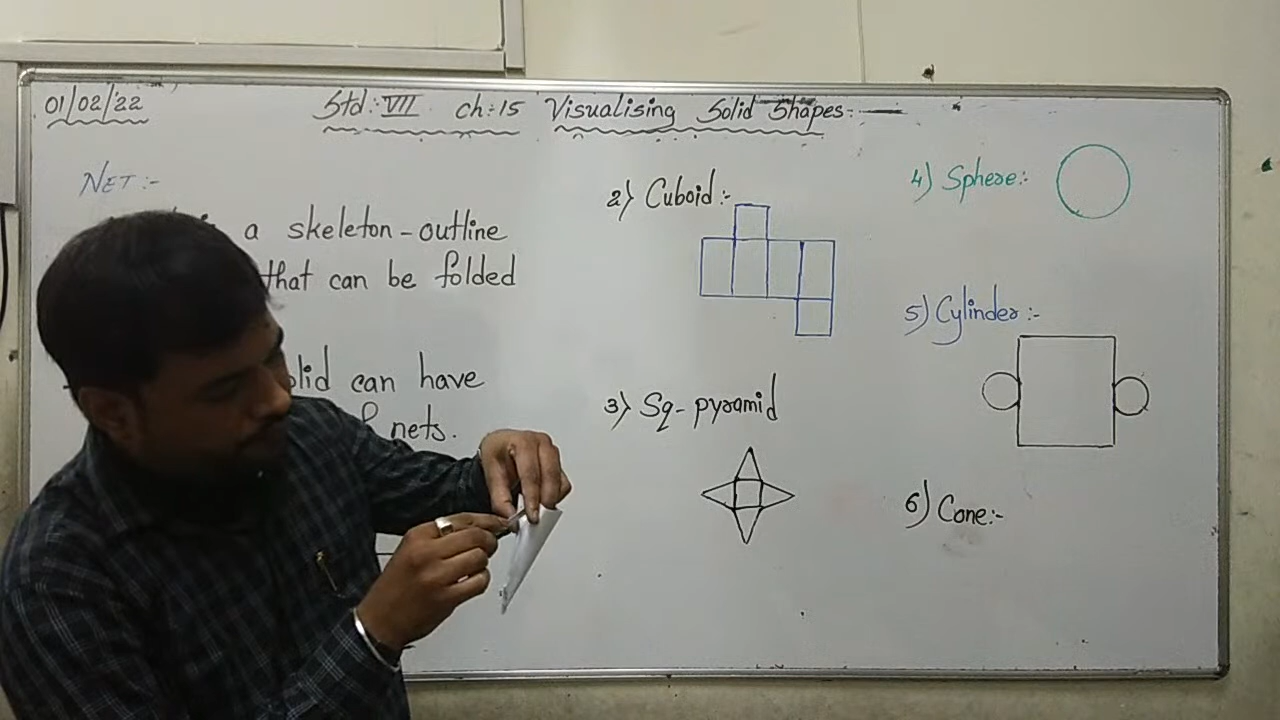 01/02/22
Std: VII ch:15 Visualising Solid Shapes:-
NET:-
a skeleton-outline
that can be folded
can have
nets.
2) Cuboid:-
3) Sq-pyramid
4) Sphere:-
5) Cylinder:-
6) Cone:-